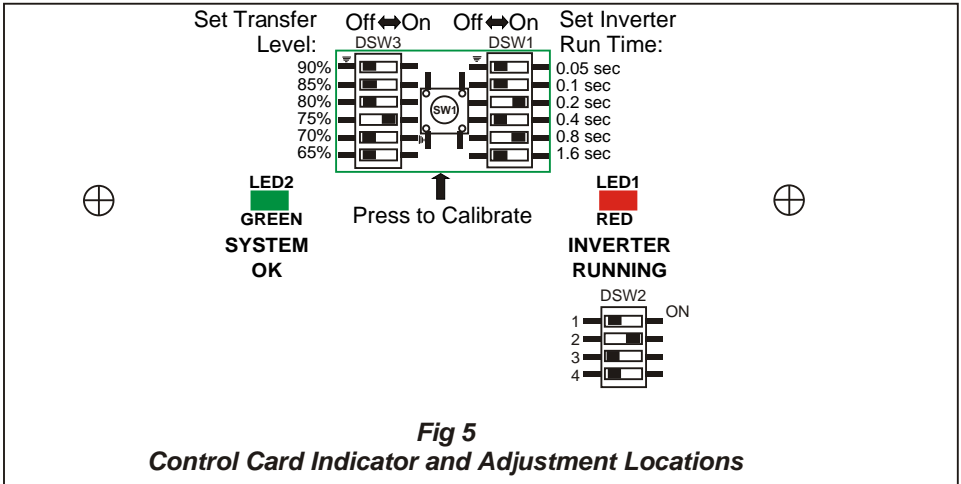 Set Transfer Level:
Off⬌On
Off⬌On
Set Inverter Run Time:
DSW3
DSW1
90%
85%
80%
75%
70%
65%
SW1
0.05 sec
0.1 sec
0.2 sec
0.4 sec
0.8 sec
1.6 sec
Press to Calibrate
LED2
GREEN
SYSTEM
OK
LED1
RED
INVERTER
RUNNING
DSW2
ON
1
2
3
4
Fig 5
Control Card Indicator and Adjustment Locations